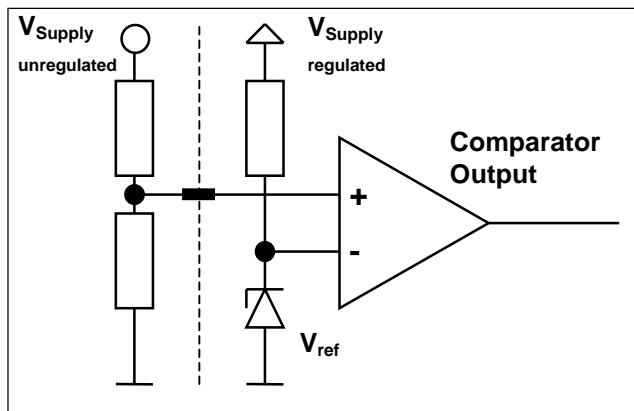 VSupply
unregulated
VSupply
regulated
Comparator
Output
+
-
Vref